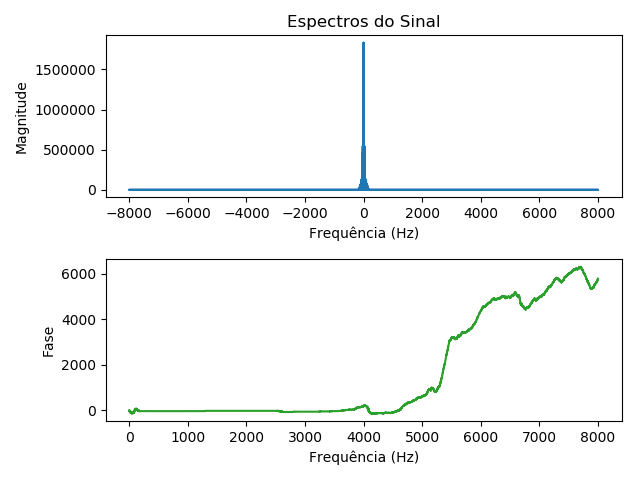 Espectros do Sinal
1500000
1000000
500000
0
Magnitude
−8000 −6000 −4000 −2000 0 2000 4000 6000 8000
Frequência (Hz)
6000
4000
2000
0
Fase
0 1000 2000 3000 4000 5000 6000 7000 8000
Frequência (Hz)